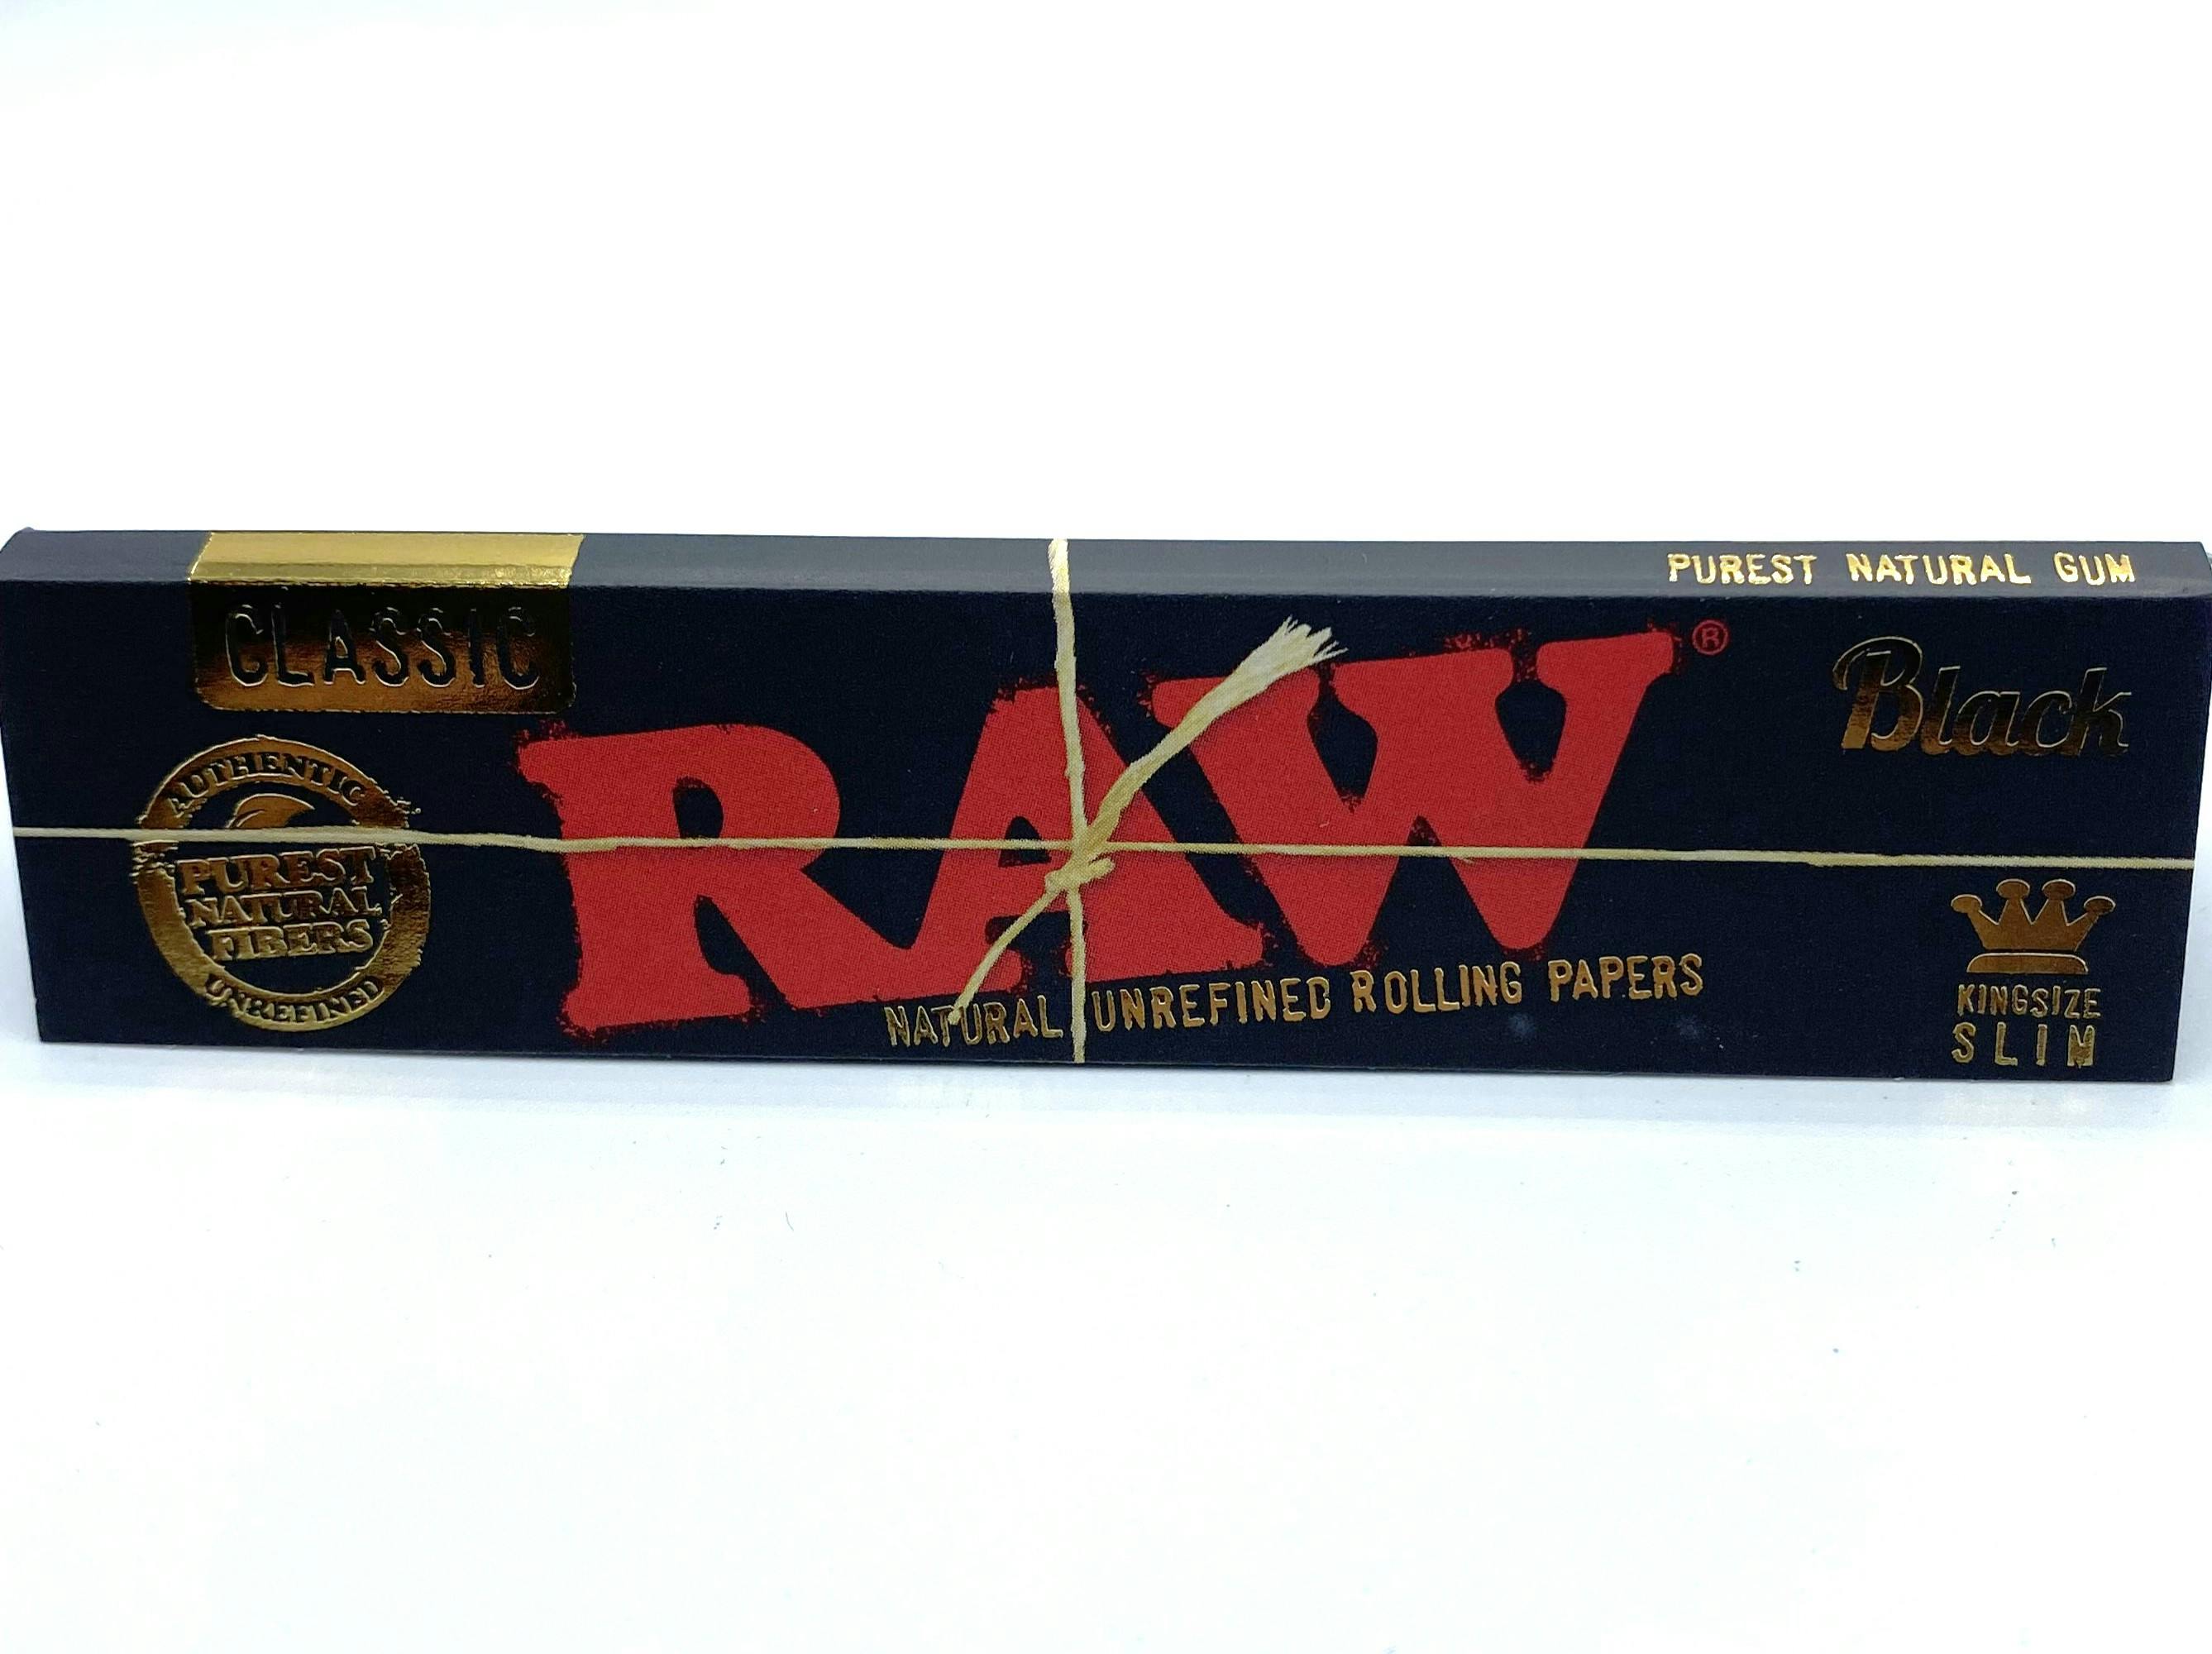 PUREST NATURAL GUM
CLASSIC
RAW®
Black
AUTHENTIC
PUREST
NATURAL
FIBERS
UNREFINED
NATURAL UNREFINED ROLLING PAPERS
KINGSIZE
SLIM